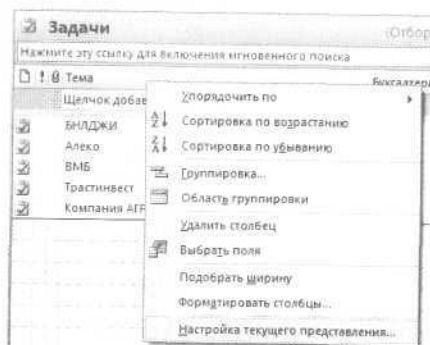 Задачи (Отбор
Нажмите эту ссылку для включения мгновенного поиска
! Тема Бухгалтер
Щелчок добав
БНЛДЖИ
Алеко
ВМБ
Трастинвест
Компания АГР
Упорядочить по
Сортировка по возрастанию
Сортировка по убыванию
Группировка...
Область группировки
Удалить столбец
Выбрать поля
Подобрать ширину
Форматировать столбцы...
Настройка текущего представления...